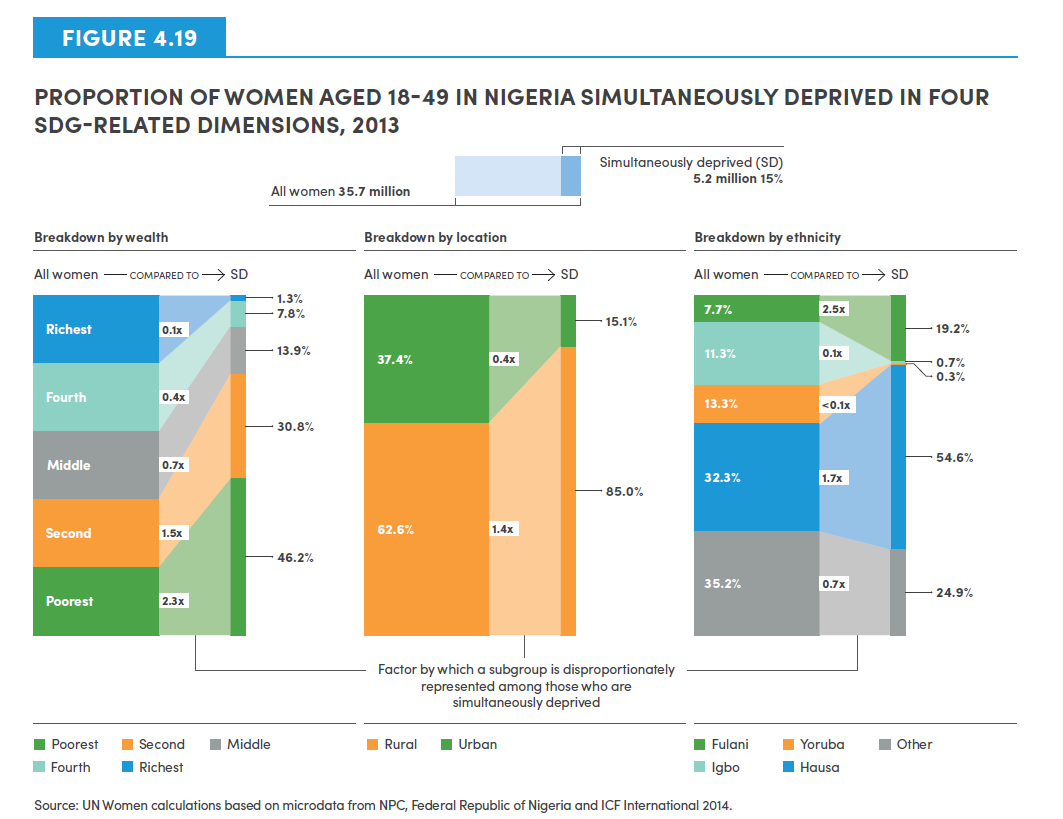 FIGURE 4.19
PROPORTION OF WOMEN AGED 18-49 IN NIGERIA SIMULTANEOUSLY DEPRIVED IN FOUR
SDG-RELATED DIMENSIONS, 2013
Simultaneously deprived (SD)
5.2 million 15%
All women 35.7 million
Breakdown by wealth
All women COMPARED TO SD
Richest
Fourth
Middle
Second
Poorest
0.1x
0.4x
0.7x
1.5x
2.3x
1.3%
7.8%
13.9%
30.8%
46.2%
Breakdown by location
All women COMPARED TO SD
37.4%
62.6%
0.4x
1.4x
15.1%
85.0%
Breakdown by ethnicity
All women COMPARED TO SD
7.7%
11.3%
13.3%
32.3%
35.2%
2.5x
0.1x
<0.1x
1.7x
0.7x
19.2%
0.7%
0.3%
54.6%
24.9%
Factor by which a subgroup is disproportionately
represented among those who are
simultaneously deprived
Poorest Second Middle
Fourth Richest
Rural Urban
Fulani Yoruba Other
Igbo Hausa
Source: UN Women calculations based on microdata from NPC, Federal Republic of Nigeria and ICF International 2014.